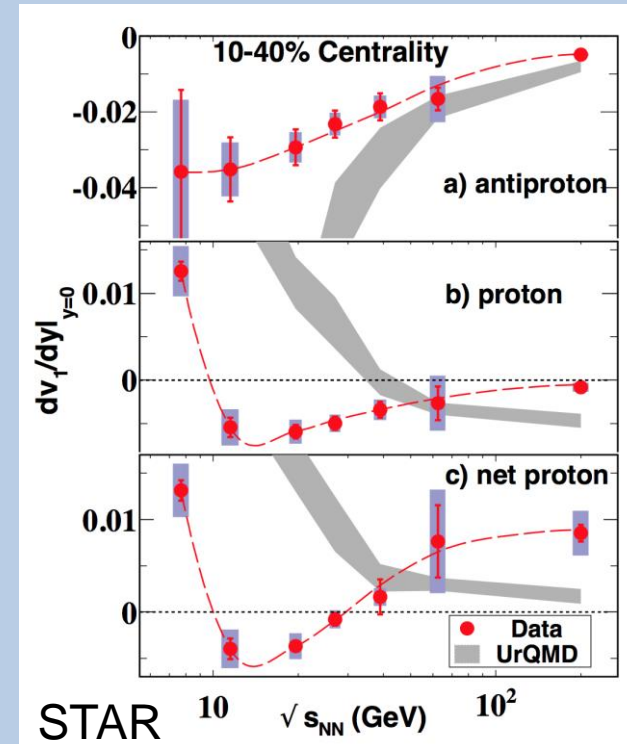 10-40% Centrality
0
-0.02
-0.04
a) antiproton
0.01
0
b) proton
dv₁/dy|y=0
0.01
0
c) net proton
Data
UrQMD
10
√ sNN (GeV)
10²
STAR